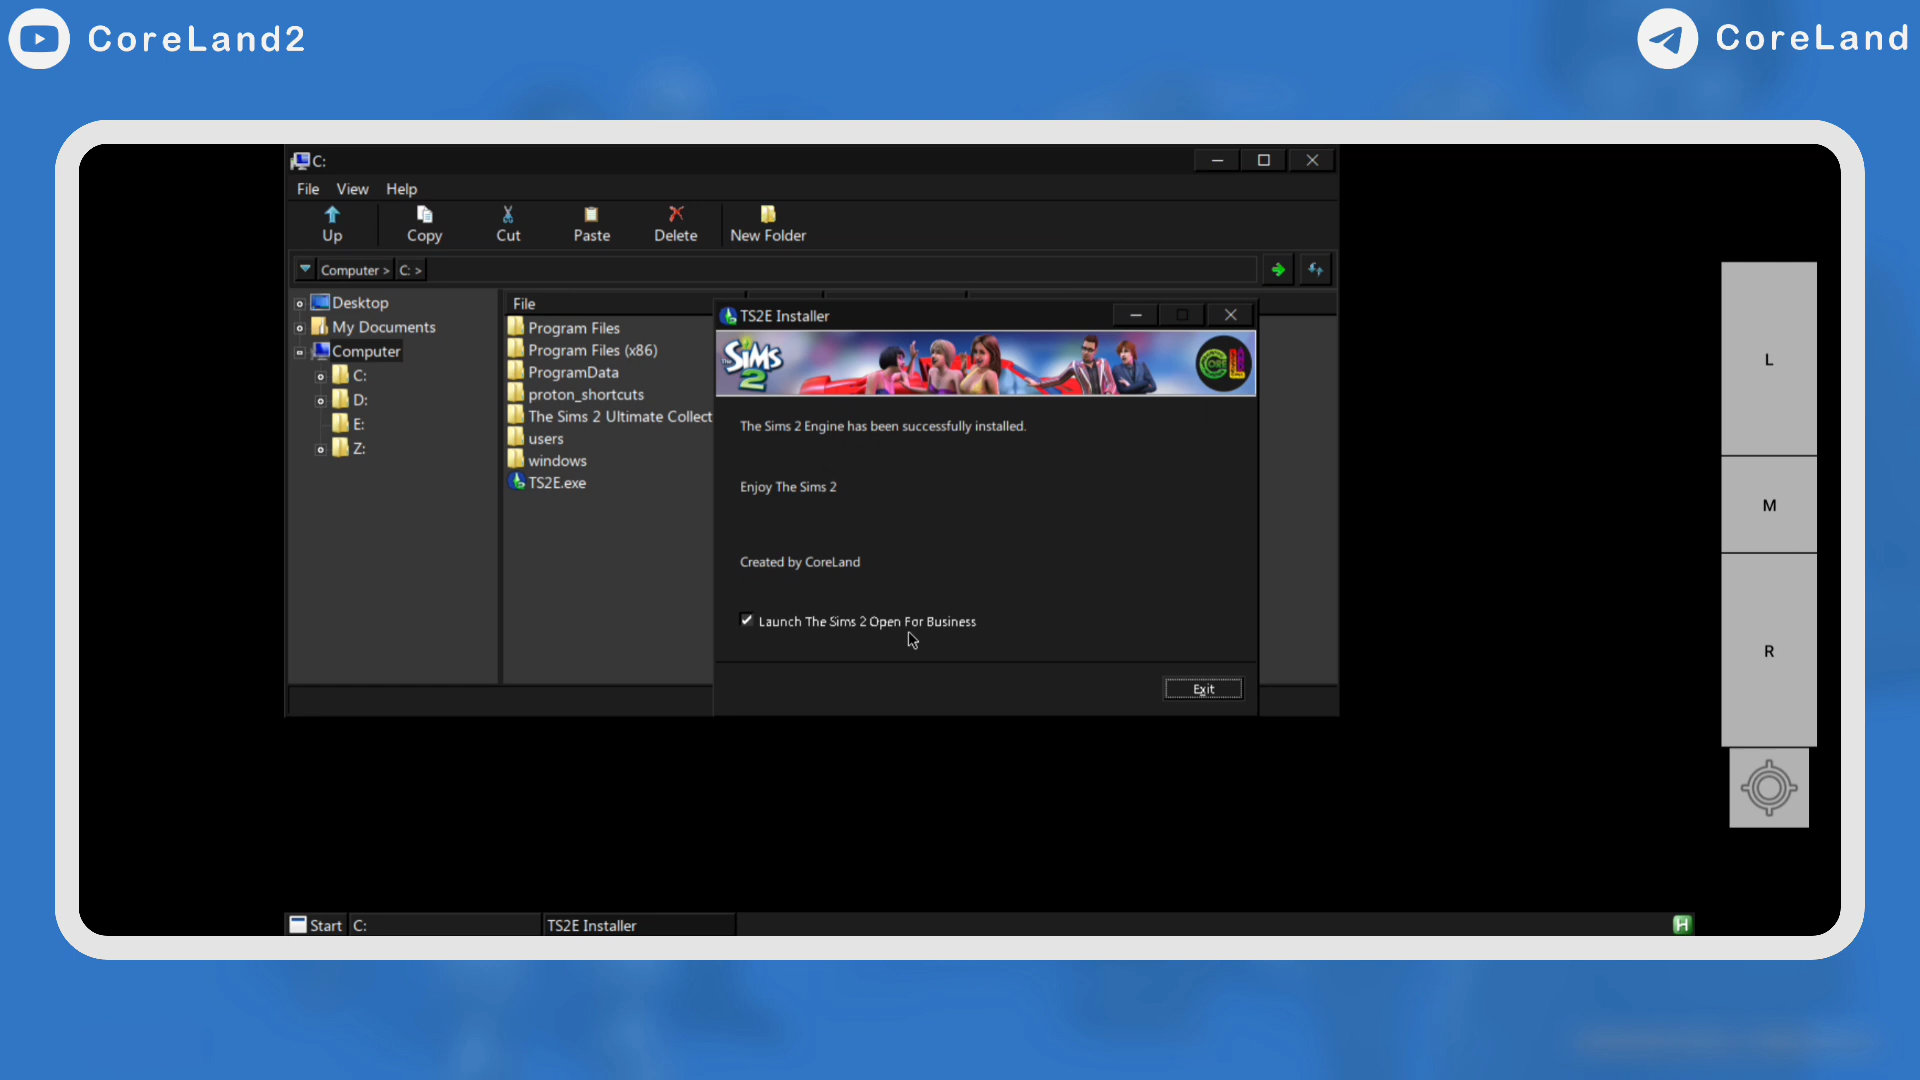 CoreLand2
CoreLand
C:
File View Help
Up Copy Cut Paste Delete New Folder
Computer > C: >
Desktop
My Documents
Computer
C:
D:
E:
Z:
File
Program Files
Program Files (x86)
ProgramData
proton_shortcuts
The Sims 2 Ultimate Collect
users
windows
TS2E.exe
TS2E Installer
The SIMS 2
CORE LAND
The Sims 2 Engine has been successfully installed.
Enjoy The Sims 2
Created by CoreLand
Launch The Sims 2 Open For Business
Exit
L
M
R
Start C: TS2E Installer
H